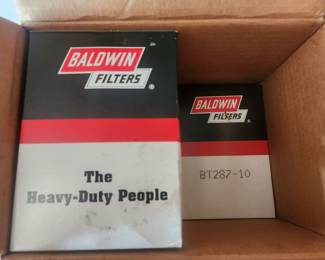 BALDWIN
FILTERS®
The
Heavy-Duty People
BALDWIN
FILTERS®
BT287-10